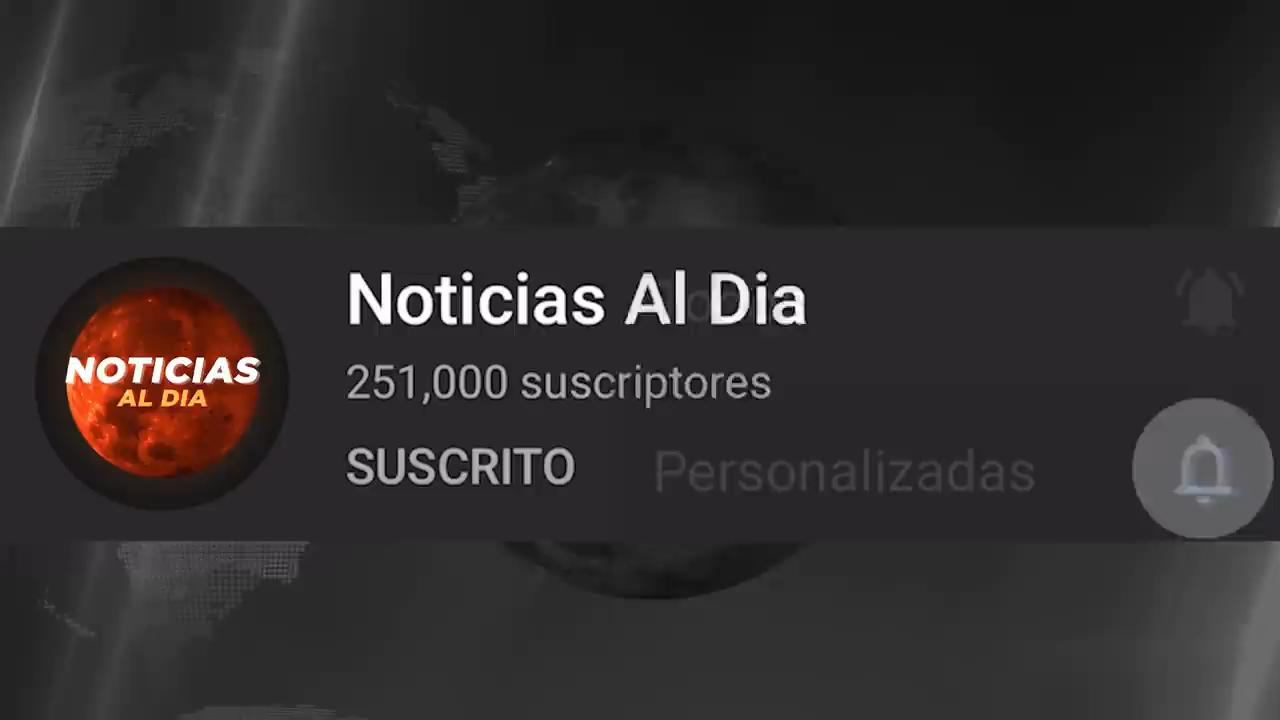 NOTICIAS
AL DIA
Noticias Al Dia
251,000 suscriptores
SUSCRITO
Personalizadas